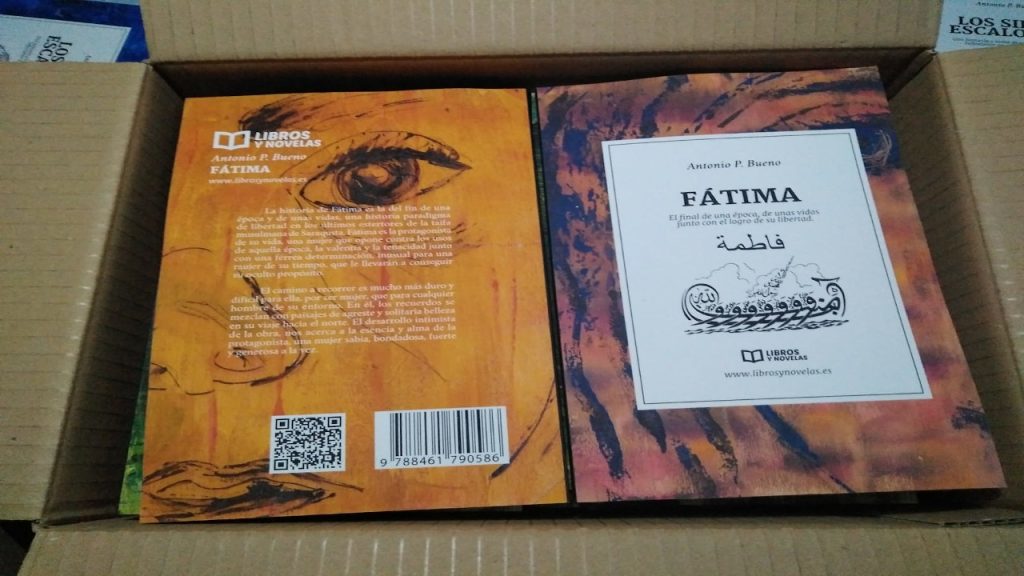 LOS
ESCALO
Antonio P. Bue
LOS SI
ESCALO
LIBROS
Y NOVELAS
Antonio P. Bueno
FÁTIMA
www.librosynovelas.es
La historia de Fátima es la del fin de una
época y de unas vidas, una historia paradigma
de libertad en los últimos estertores de la taifa
musulmana de Saraqusta. Fátima es la protagonista
de su vida, una mujer que opone contra los usos
de aquella época, la valentía y la tenacidad junto
con una férrea determinación, inusual para una
mujer de su tiempo, que le llevarán a conseguir
su oculto propósito.
El camino a recorrer es mucho más duro y
difícil para ella, por cer mujer, que para cualquier
hombre de su entorno. En él, los recuerdos se
mezclan con paisajes de agreste y solitaria belleza
en su viaje hacia el norte. El desarrollo intimista
de la obra, nos acerca a la esencia y alma de la
protagonista, una mujer sabia, bondadosa, fuerte
y generosa a la vez.
9 788461 790586
Antonio P. Bueno
FÁTIMA
El final de una época, de unas vidas
junto con el logro de su libertad.
فاطمة
LIBROS
Y NOVELAS
www.librosynovelas.es